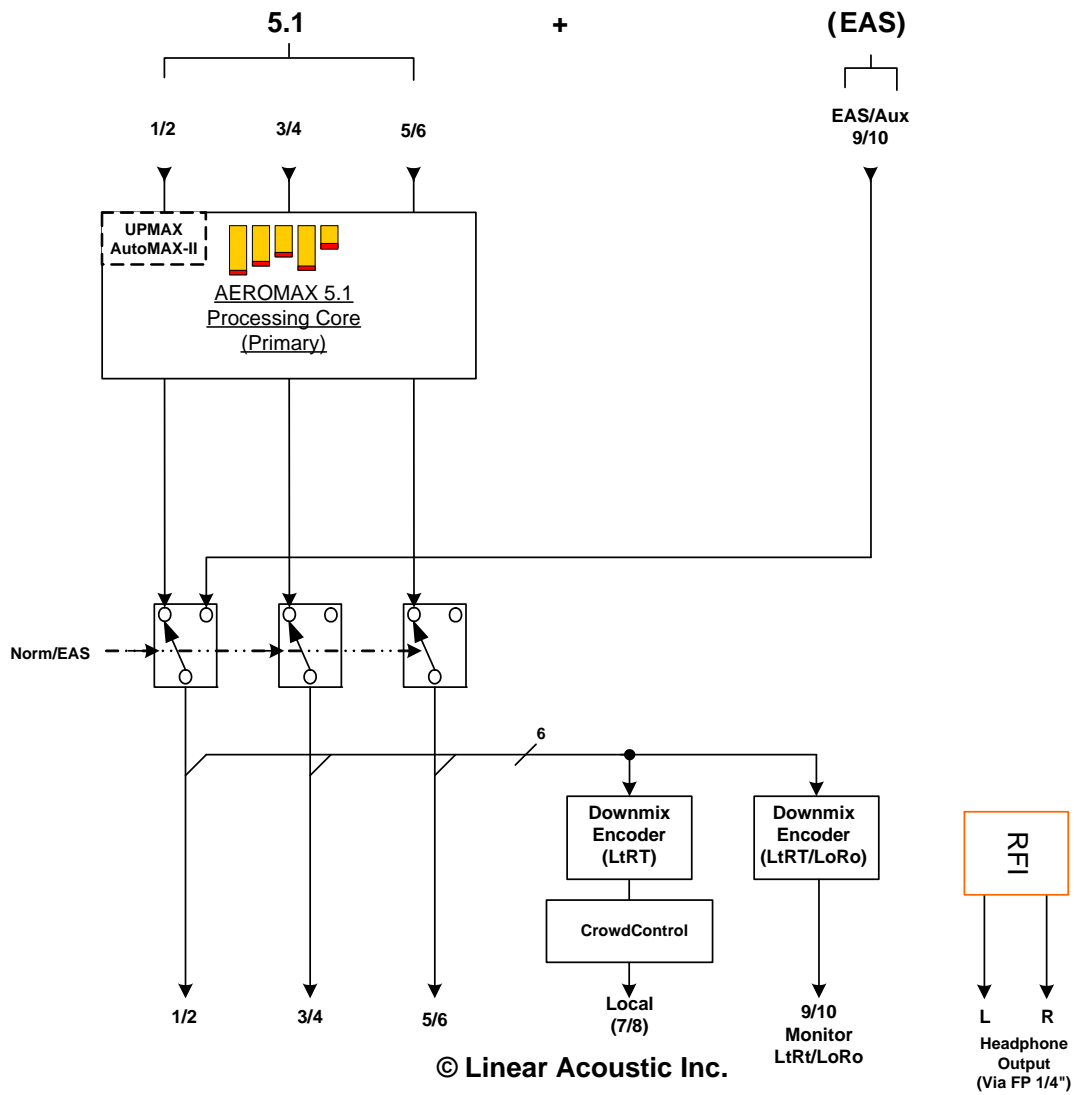 5.1
+
(EAS)
1/2
3/4
5/6
EAS/Aux
9/10
UPMAX
AutoMAX-II
AEROMAX 5.1
Processing Core
(Primary)
Norm/EAS
6
Downmix
Encoder
(LtRT)
Downmix
Encoder
(LtRT/LoRo)
RFI
CrowdControl
1/2
3/4
5/6
Local
(7/8)
9/10
Monitor
LtRt/LoRo
L
R
Headphone
Output
(Via FP 1/4")
© Linear Acoustic Inc.